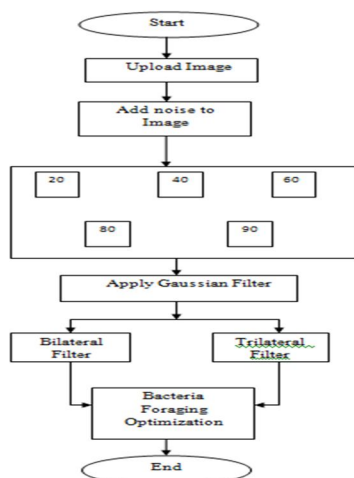 Start
Upload Image
Add noise to
Image
20 40 60
80 90
Apply Gaussian Filter
Bilateral
Filter
Trilateral
Filter
Bacteria
Foraging
Optimization
End